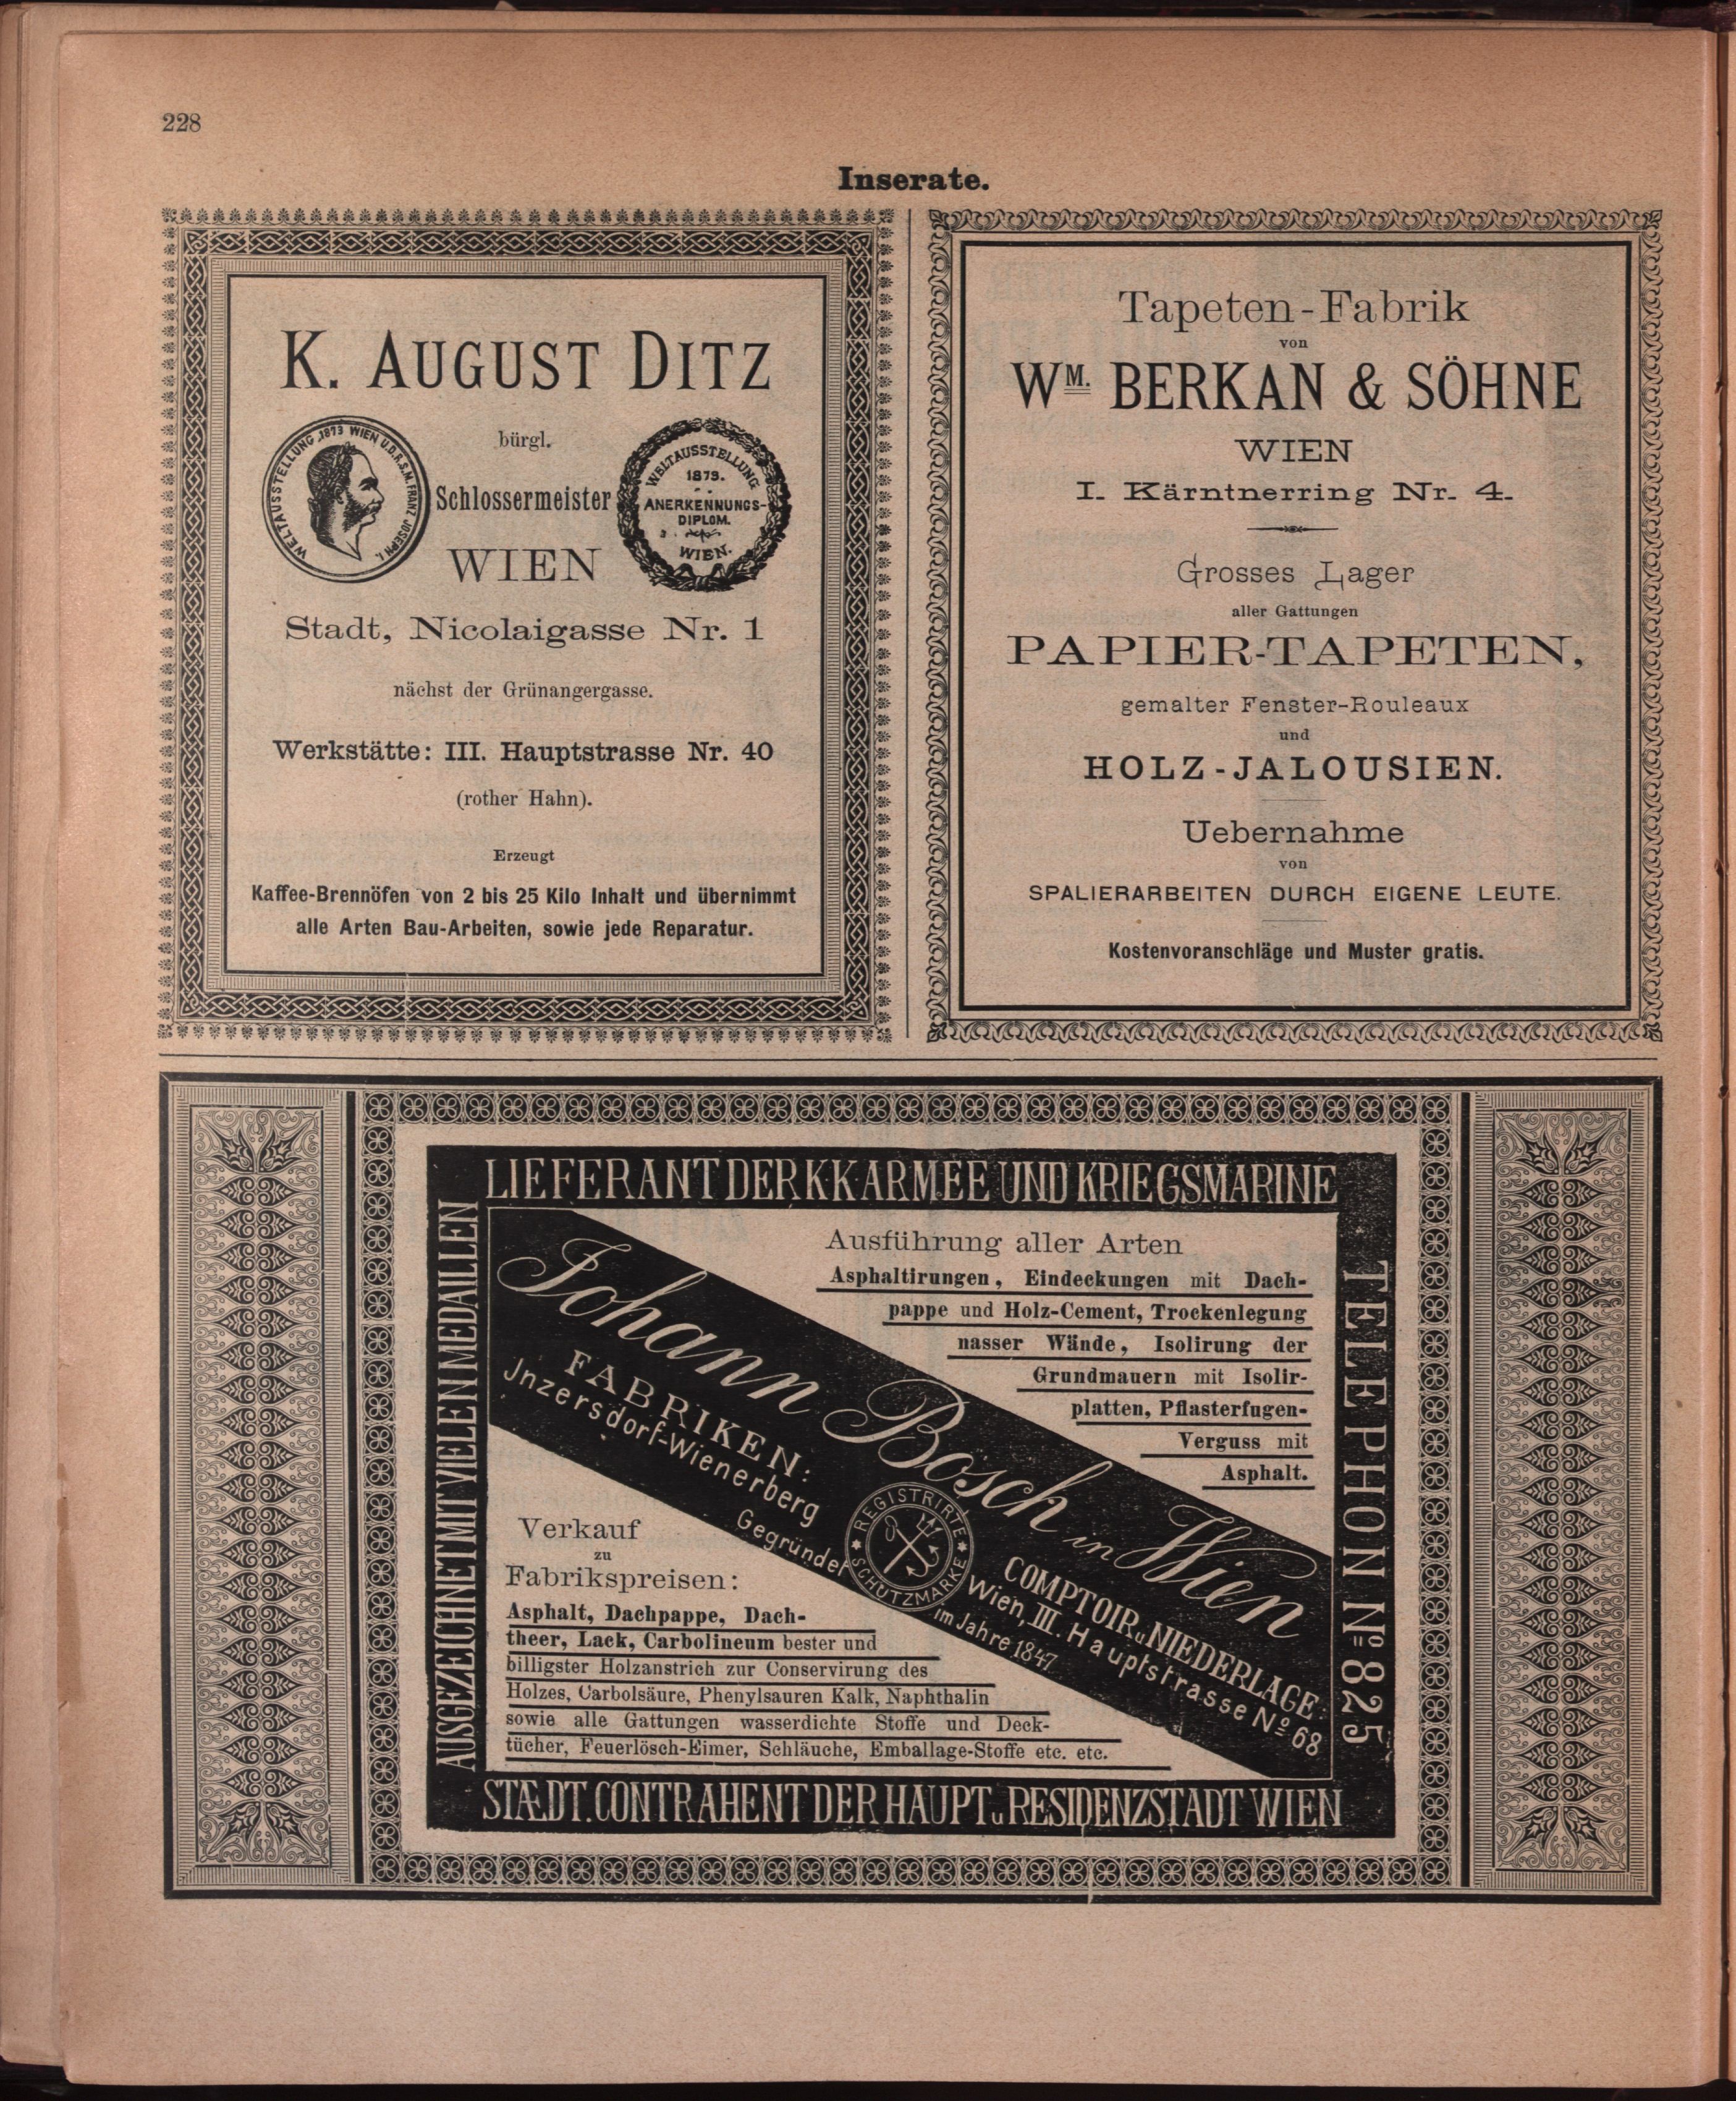 228
Inserate.
K. AUGUST DITZ
WELTAUSSTELLUNG 1873 WIEN U.D.R.S.M. FRANZ JOSEPH I.
bürgl.
Schlossermeister
WIEN
WELTAUSSTELLUNG
1873.
ANERKENNUNGS-
DIPLOM.
WIEN.
Stadt, Nicolaigasse Nr. 1
nächst der Grünangergasse.
Werkstätte: III. Hauptstrasse Nr. 40
(rother Hahn).
Erzeugt
Kaffee-Brennöfen von 2 bis 25 Kilo Inhalt und übernimmt
alle Arten Bau-Arbeiten, sowie jede Reparatur.
Tapeten-Fabrik
von
WM. BERKAN & SÖHNE
WIEN
I. Kärntnerring Nr. 4.
Grosses Lager
aller Gattungen
PAPIER-TAPETEN,
gemalter Fenster-Rouleaux
und
HOLZ-JALOUSIEN.
Uebernahme
von
SPALIERARBEITEN DURCH EIGENE LEUTE.
Kostenvoranschläge und Muster gratis.
LIEFERANT DER K.K. ARMEE UND KRIEGSMARINE
AUSGEZEICHNET MIT VIELEN MEDAILLEN
TELEPHON No 825
Ausführung aller Arten
Asphaltirungen, Eindeckungen mit Dach-
pappe und Holz-Cement, Trockenlegung
nasser Wände, Isolirung der
Grundmauern mit Isolir-
platten, Pflasterfugen-
Verguss mit
Asphalt.
Johann Bosch in Wien
FABRIKEN:
Jnzersdorf-Wienerberg
Gegründet
REGISTRIRTE SCHUTZMARKE
im Jahre 1847
COMPTOIR u. NIEDERLAGE:
Wien, III. Hauptstrasse No 68
Verkauf
zu
Fabrikspreisen:
Asphalt, Dachpappe, Dach-
theer, Lack, Carbolineum bester und
billigster Holzanstrich zur Conservirung des
Holzes, Carbolsäure, Phenylsauren Kalk, Naphthalin
sowie alle Gattungen wasserdichte Stoffe und Deck-
tücher, Feuerlösch-Eimer, Schläuche, Emballage-Stoffe etc. etc.
STÆDT. CONTRAHENT DER HAUPT u. RESIDENZSTADT WIEN